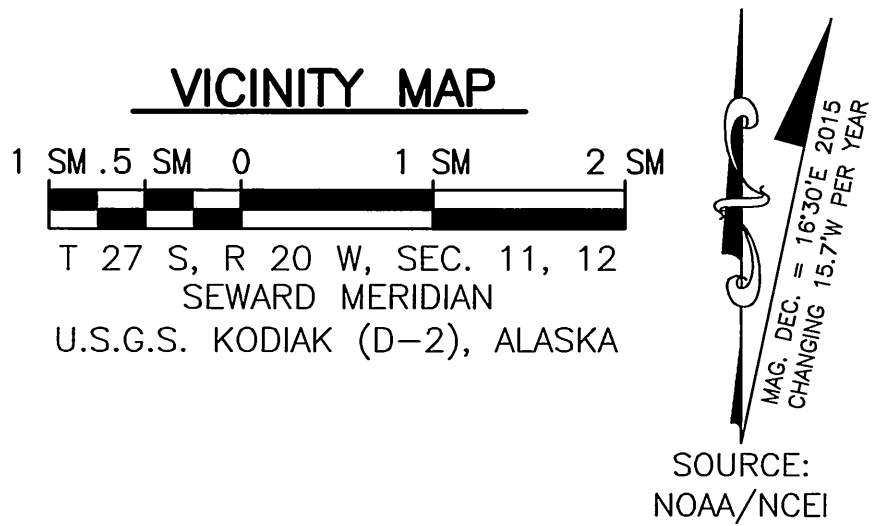 VICINITY MAP
1 SM .5 SM 0 1 SM 2 SM
T 27 S, R 20 W, SEC. 11, 12
SEWARD MERIDIAN
U.S.G.S. KODIAK (D-2), ALASKA
MAG. DEC. = 16°30'E 2015
CHANGING 15.7'W PER YEAR
SOURCE:
NOAA/NCEI